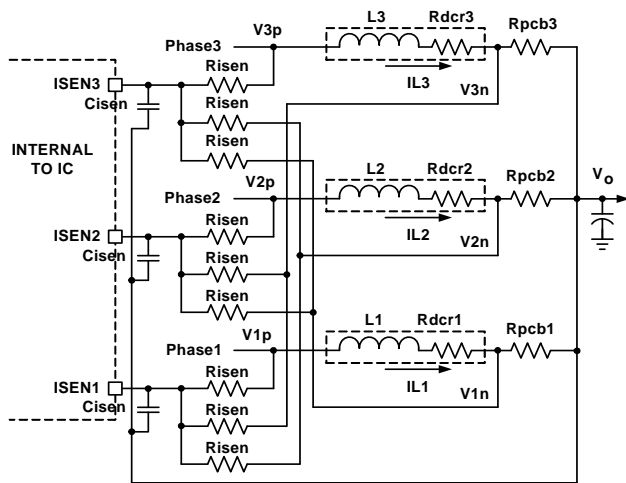 V3p
L3
Rdcr3
Rpcb3
Phase3
Risen
ISEN3
IL3
V3n
Cisen
Risen
INTERNAL
TO IC
Risen
V2p
L2
Rdcr2
Rpcb2
Vo
Phase2
Risen
ISEN2
IL2
V2n
Cisen
Risen
Risen
V1p
L1
Rdcr1
Rpcb1
Phase1
Risen
ISEN1
IL1
V1n
Cisen
Risen
Risen